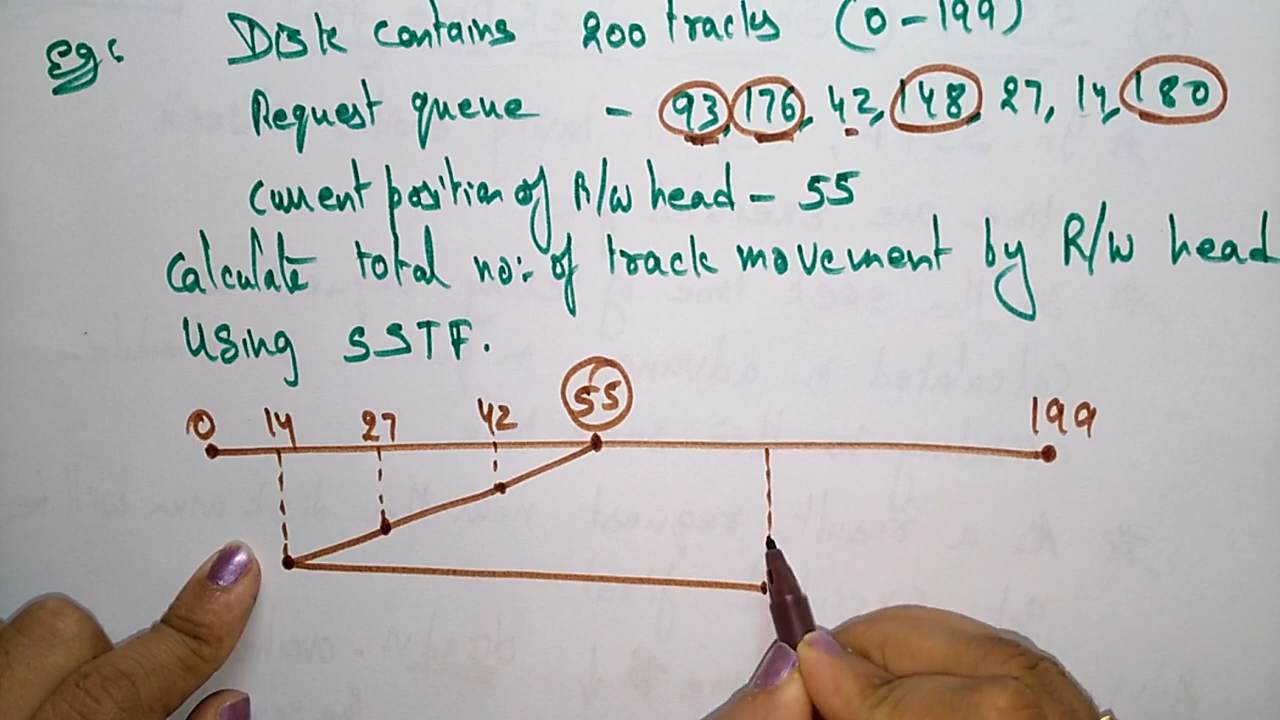 Eg: Disk contains 200 tracks (0-199)
Request queue - 93, 176, 42, 148, 27, 14, 180
current position of R/w head - 55
calculate total no: of track movement by R/w head
Using SSTF.
0 14 27 42 55 199